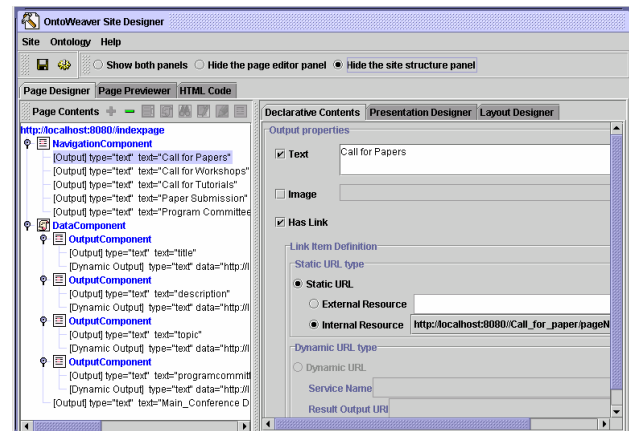 OntoWeaver Site Designer
Site Ontology Help
Show both panels Hide the page editor panel Hide the site structure panel
Page Designer Page Previewer HTML Code
Page Contents
http://localhost:8080//indexpage
NavigationComponent
[Output] type="text" text="Call for Papers"
[Output] type="text" text="Call for Workshops"
[Output] type="text" text="Call for Tutorials"
[Output] type="text" text="Paper Submission"
[Output] type="text" text="Program Committee
DataComponent
OutputComponent
[Output] type="text" text="title"
[Dynamic Output] type="text" data="http://l
OutputComponent
[Output] type="text" text="description"
[Dynamic Output] type="text" data="http://l
OutputComponent
[Output] type="text" text="topic"
[Dynamic Output] type="text" data="http://l
OutputComponent
[Output] type="text" text="programcommitt
[Dynamic Output] type="text" data="http://l
[Output] type="text" text="Main_Conference D
Declarative Contents Presentation Designer Layout Designer
Output properties
Text Call for Papers
Image
Has Link
Link Item Definition
Static URL type
Static URL
External Resource
Internal Resource http://localhost:8080//Call_for_paper/pageN
Dynamic URL type
Dynamic URL
Service Name
Result Output URI